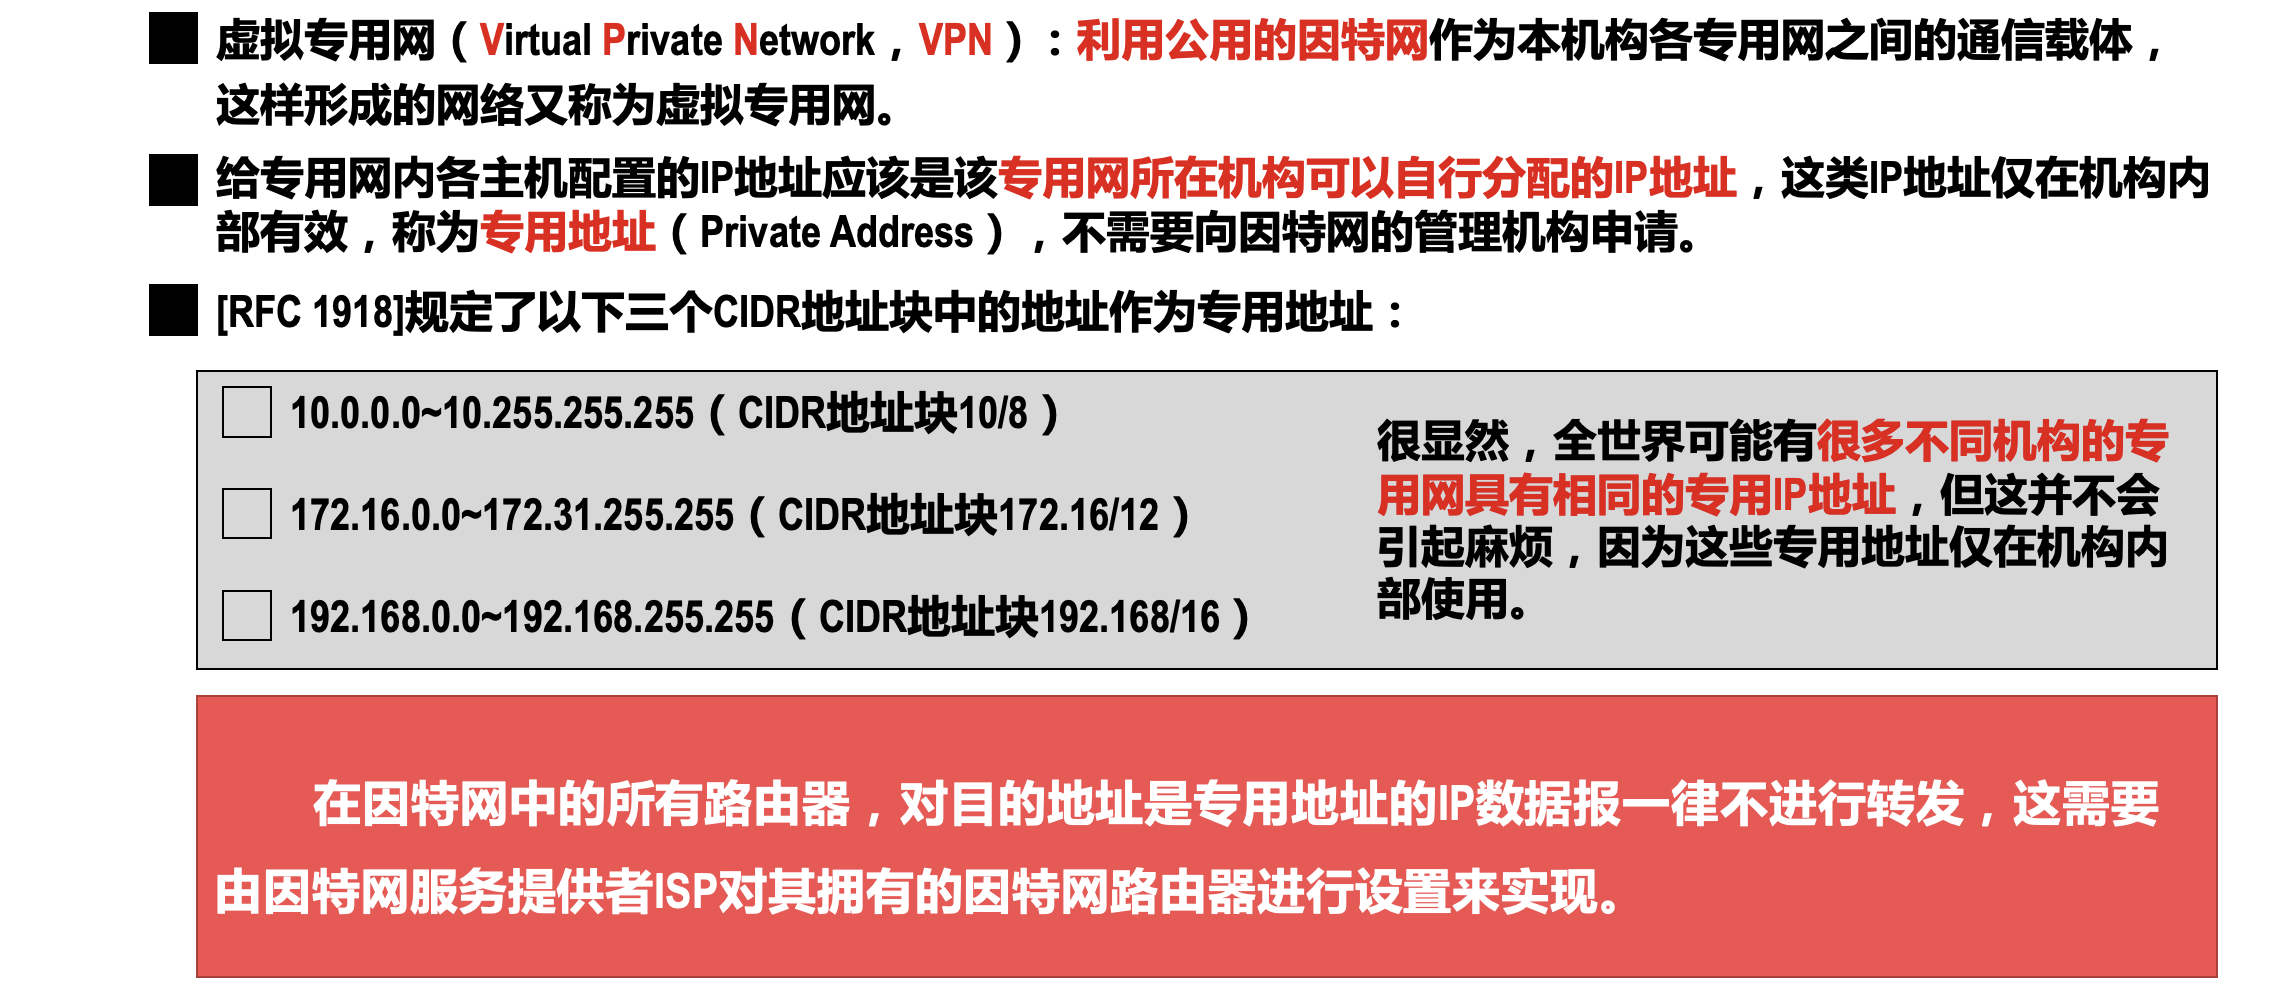 虚拟专用网（Virtual Private Network，VPN）：利用公用的因特网作为本机构各专用网之间的通信载体，
这样形成的网络又称为虚拟专用网。
给专用网内各主机配置的IP地址应该是该专用网所在机构可以自行分配的IP地址，这类IP地址仅在机构内
部有效，称为专用地址（Private Address），不需要向因特网的管理机构申请。
[RFC 1918]规定了以下三个CIDR地址块中的地址作为专用地址：
10.0.0.0~10.255.255.255（CIDR地址块10/8）
172.16.0.0~172.31.255.255（CIDR地址块172.16/12）
192.168.0.0~192.168.255.255（CIDR地址块192.168/16）
很显然，全世界可能有很多不同机构的专
用网具有相同的专用IP地址，但这并不会
引起麻烦，因为这些专用地址仅在机构内
部使用。
在因特网中的所有路由器，对目的地址是专用地址的IP数据报一律不进行转发，这需要
由因特网服务提供者ISP对其拥有的因特网路由器进行设置来实现。